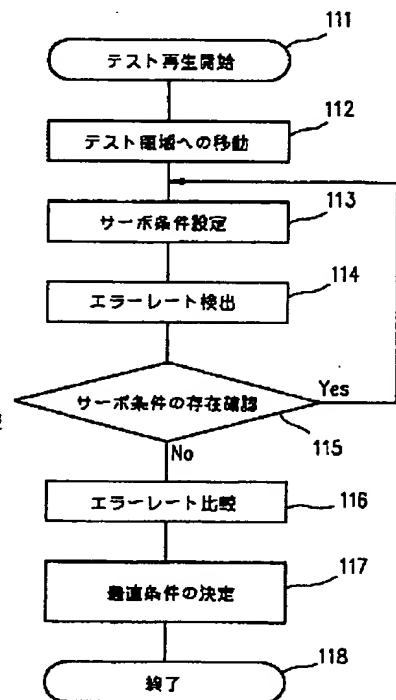 111
テスト再生開始
112
テスト領域への移動
113
サーボ条件設定
114
エラーレート検出
サーボ条件の存在確認
Yes
115
No
エラーレート比較
116
117
最適条件の決定
118
終了